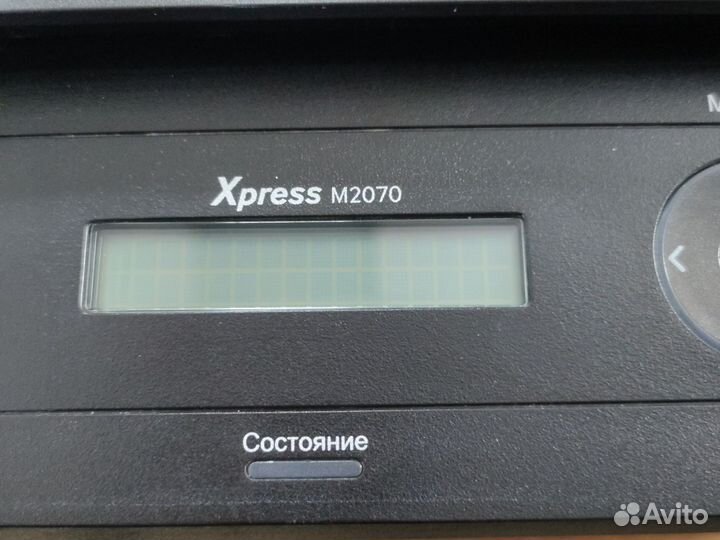 M
Xpress M2070
Состояние
Avito